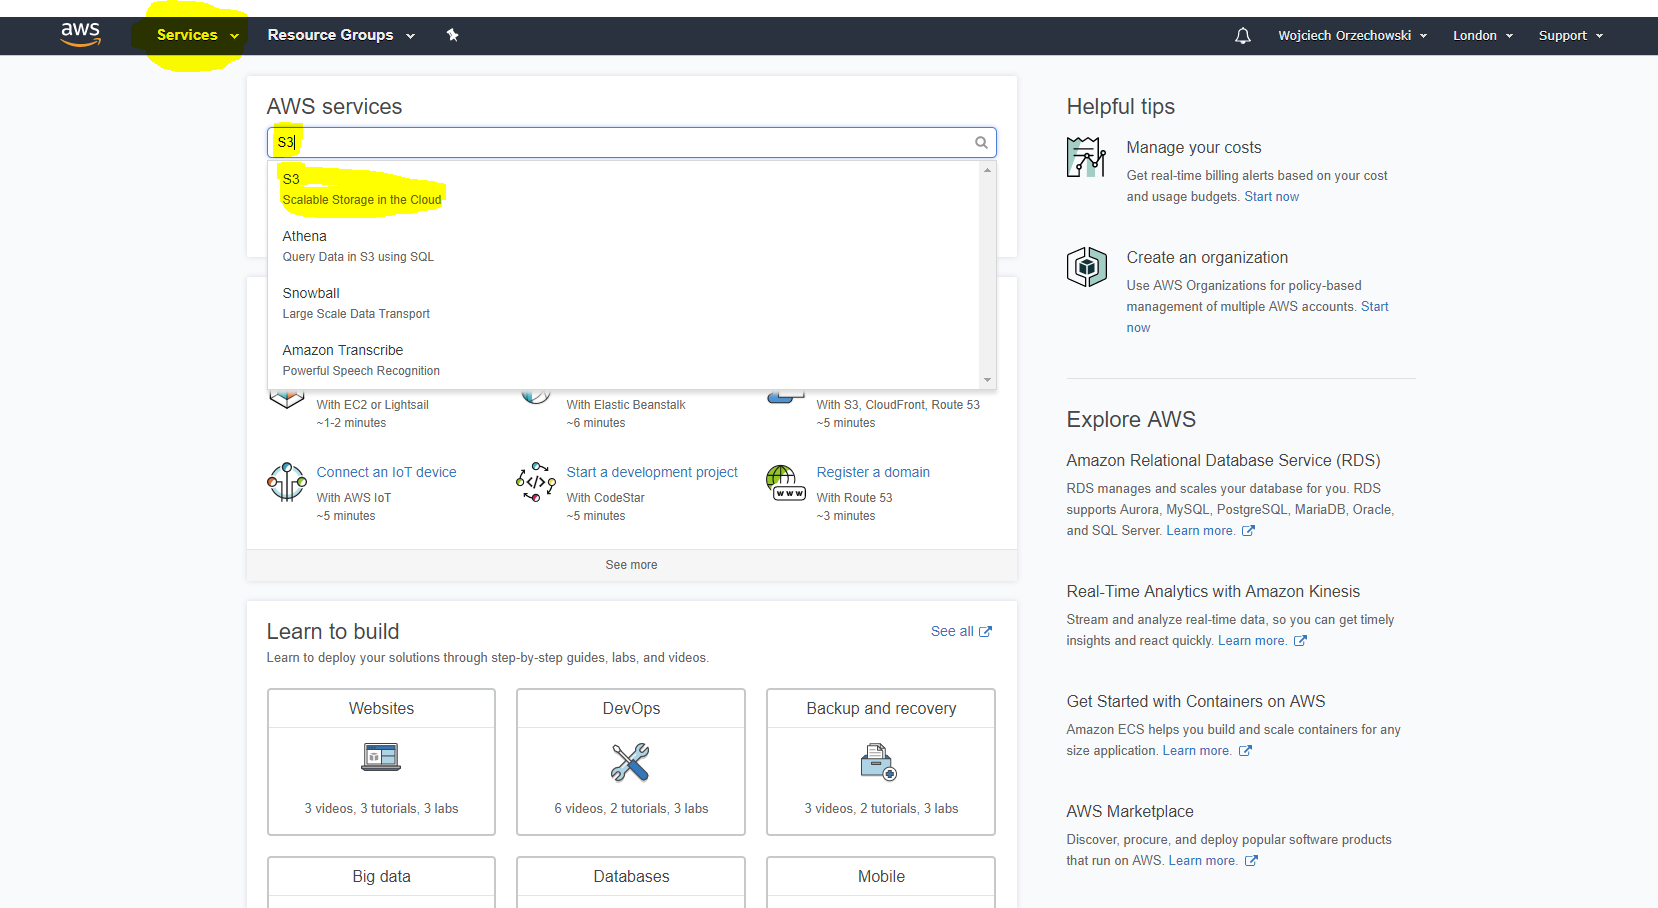 aws
Services
Resource Groups
Wojciech Orzechowski
London
Support
AWS services
S3
S3
Scalable Storage in the Cloud
Athena
Query Data in S3 using SQL
Snowball
Large Scale Data Transport
Amazon Transcribe
Powerful Speech Recognition
With EC2 or Lightsail
~1-2 minutes
With Elastic Beanstalk
~6 minutes
With S3, CloudFront, Route 53
~5 minutes
Connect an IoT device
With AWS IoT
~5 minutes
Start a development project
With CodeStar
~5 minutes
Register a domain
With Route 53
~3 minutes
www
See more
Learn to build
See all
Learn to deploy your solutions through step-by-step guides, labs, and videos.
Websites
3 videos, 3 tutorials, 3 labs
DevOps
6 videos, 2 tutorials, 3 labs
Backup and recovery
3 videos, 2 tutorials, 3 labs
Big data
Databases
Mobile
Helpful tips
Manage your costs
Get real-time billing alerts based on your cost
and usage budgets. Start now
Create an organization
Use AWS Organizations for policy-based
management of multiple AWS accounts. Start
now
Explore AWS
Amazon Relational Database Service (RDS)
RDS manages and scales your database for you. RDS
supports Aurora, MySQL, PostgreSQL, MariaDB, Oracle,
and SQL Server. Learn more.
Real-Time Analytics with Amazon Kinesis
Stream and analyze real-time data, so you can get timely
insights and react quickly. Learn more.
Get Started with Containers on AWS
Amazon ECS helps you build and scale containers for any
size application. Learn more.
AWS Marketplace
Discover, procure, and deploy popular software products
that run on AWS. Learn more.